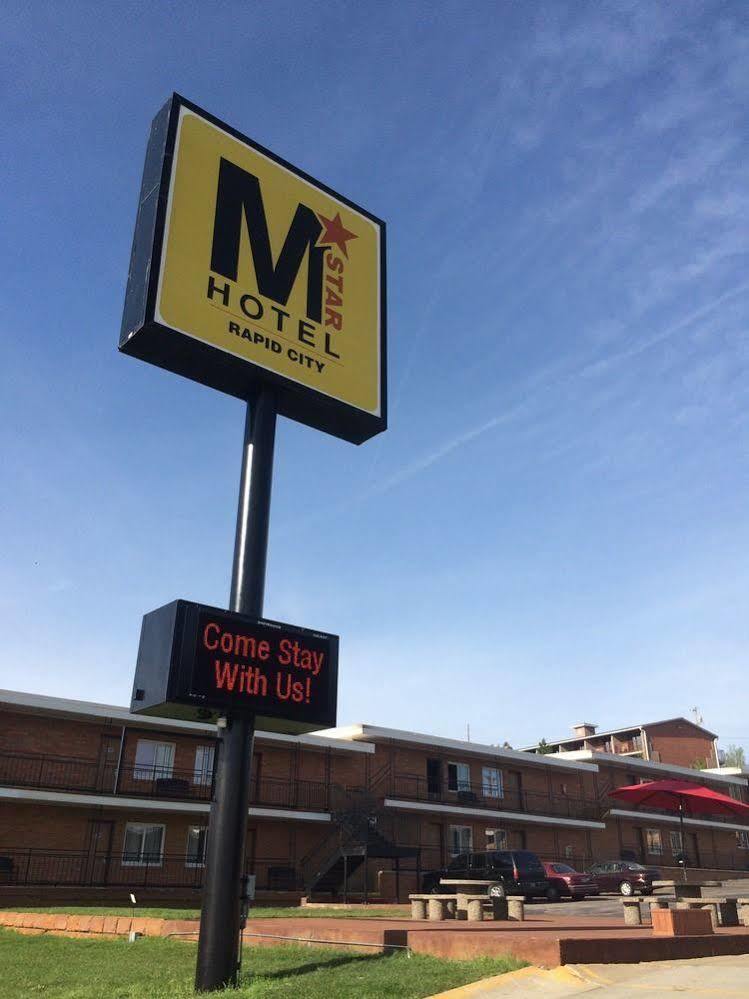 M
STAR
HOTEL
RAPID CITY
Come Stay
With Us!